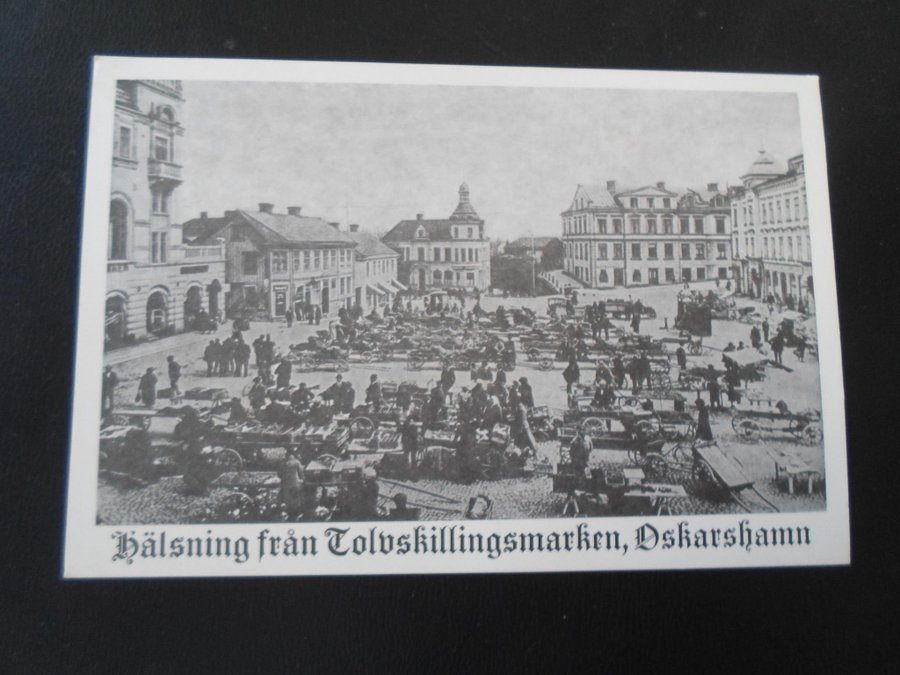 Hälsning från Tolvskillingsmarken, Oskarshamn